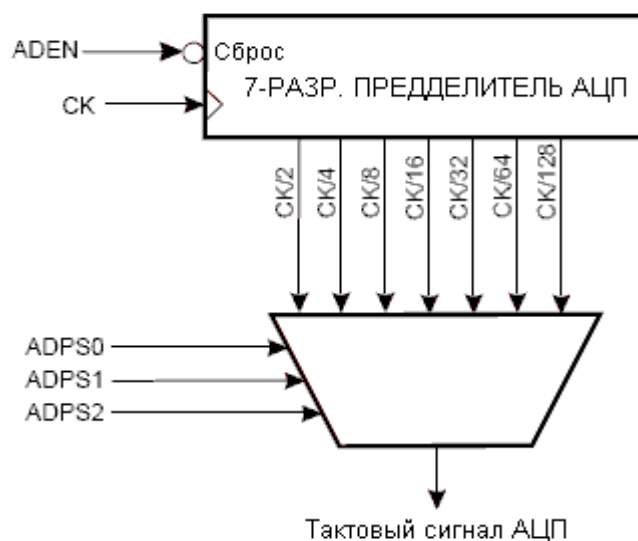 ADEN
Сброс
7-РАЗР. ПРЕДДЕЛИТЕЛЬ АЦП
CK
CK/2
CK/4
CK/8
CK/16
CK/32
CK/64
CK/128
ADPS0
ADPS1
ADPS2
Тактовый сигнал АЦП